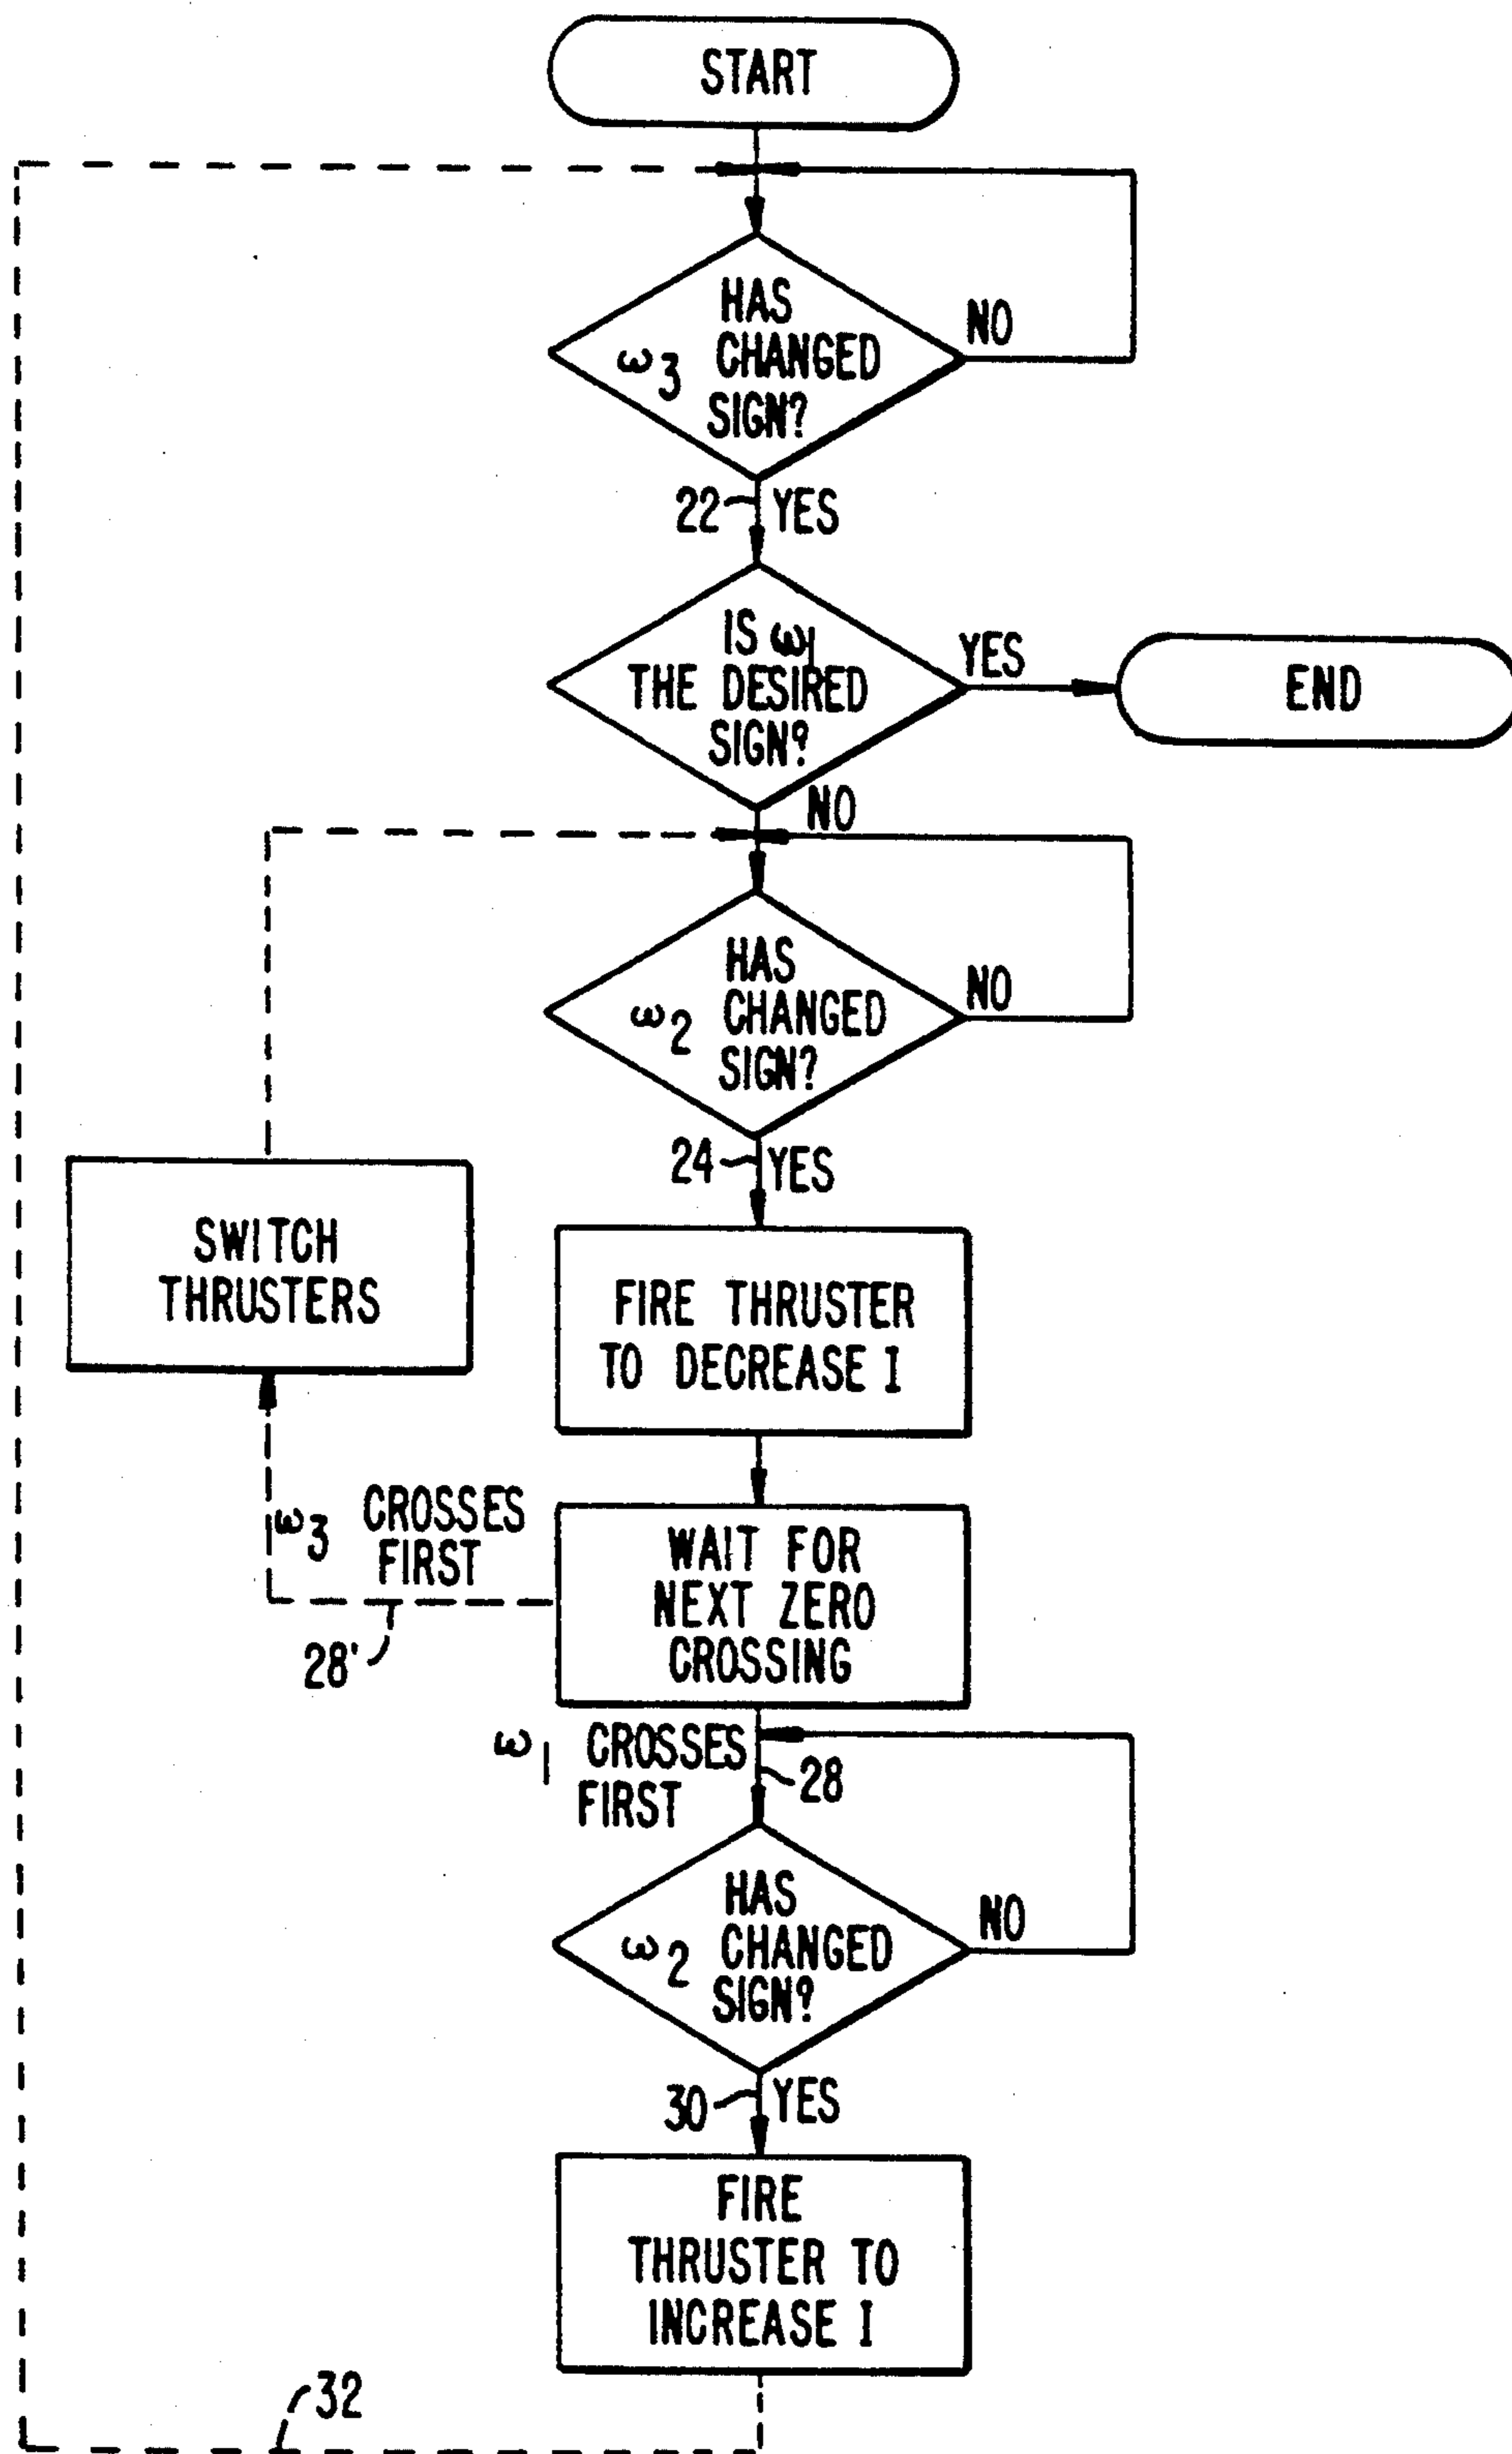 START
HAS
ω3 CHANGED
SIGN?
NO
22
YES
IS ω1
THE DESIRED
SIGN?
YES
END
NO
HAS
ω2 CHANGED
SIGN?
NO
24
YES
SWITCH
THRUSTERS
FIRE THRUSTER
TO DECREASE I
ω3 CROSSES
FIRST
28'
WAIT FOR
NEXT ZERO
CROSSING
ω1 CROSSES
FIRST
28
HAS
ω2 CHANGED
SIGN?
NO
30
YES
FIRE
THRUSTER TO
INCREASE I
32